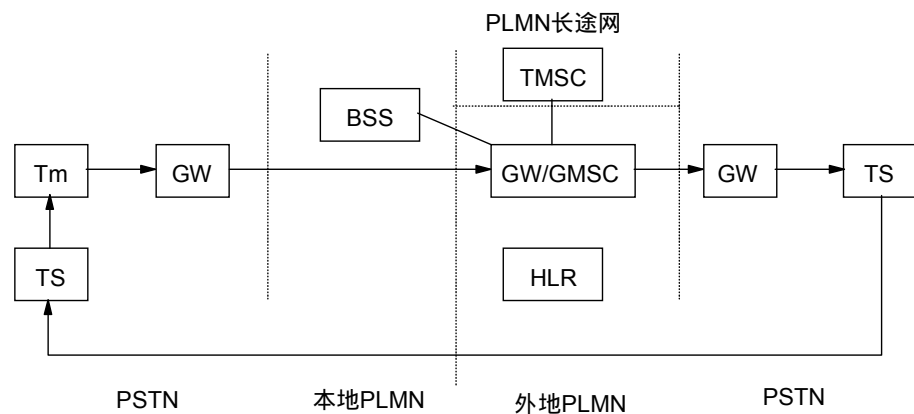 PLMN长途网
TMSC
BSS
Tm
GW
GW/GMSC
GW
TS
TS
HLR
PSTN
本地PLMN
外地PLMN
PSTN